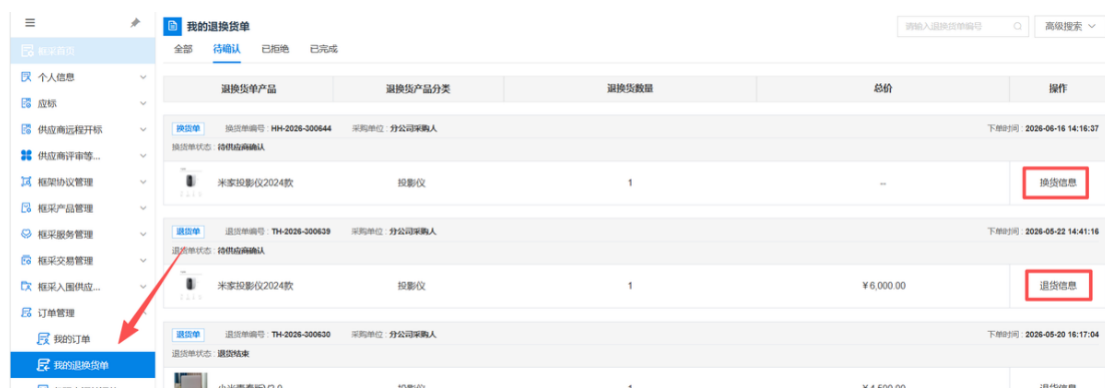 我的退换货单
请输入退换货单编号
高级搜索
框采首页
全部 待确认 已拒绝 已完成
个人信息
应标
供应商远程开标
供应商评审等...
框架协议管理
框采产品管理
框采服务管理
框采交易管理
框采入围供应...
订单管理
我的订单
我的退换货单
退换货单产品 退换货产品分类 退换货数量 总价 操作
换货单 换货单编号：HH-2026-300644 采购单位：分公司采购人 下单时间：2026-06-16 14:16:37
换货单状态：待供应商确认
米家投影仪2024款 投影仪 1 -- 换货信息
退货单 退货单编号：TH-2026-300639 采购单位：分公司采购人 下单时间：2026-05-22 14:41:16
退货单状态：待供应商确认
米家投影仪2024款 投影仪 1 ¥6,000.00 退货信息
退货单 退货单编号：TH-2026-300630 采购单位：分公司采购人 下单时间：2026-05-20 16:17:04
退货单状态：退货结束
投影仪 1 ¥4,500.00 退货信息